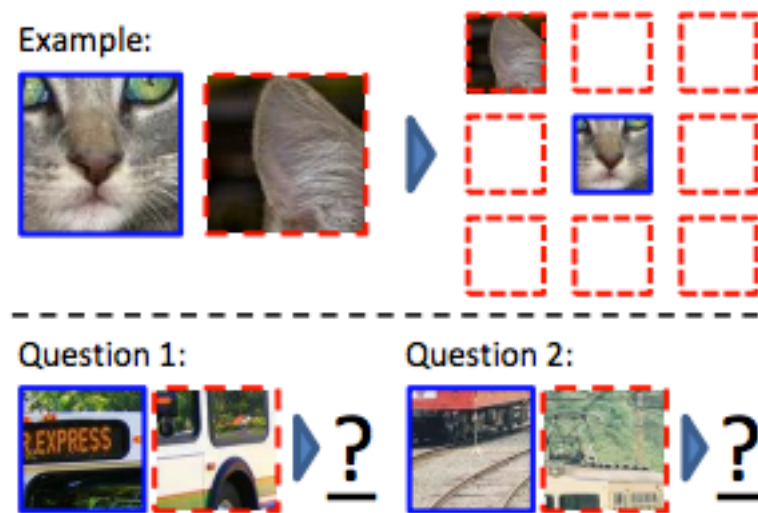 Example:
Question 1:
Question 2:
R.EXPRESS
?
?